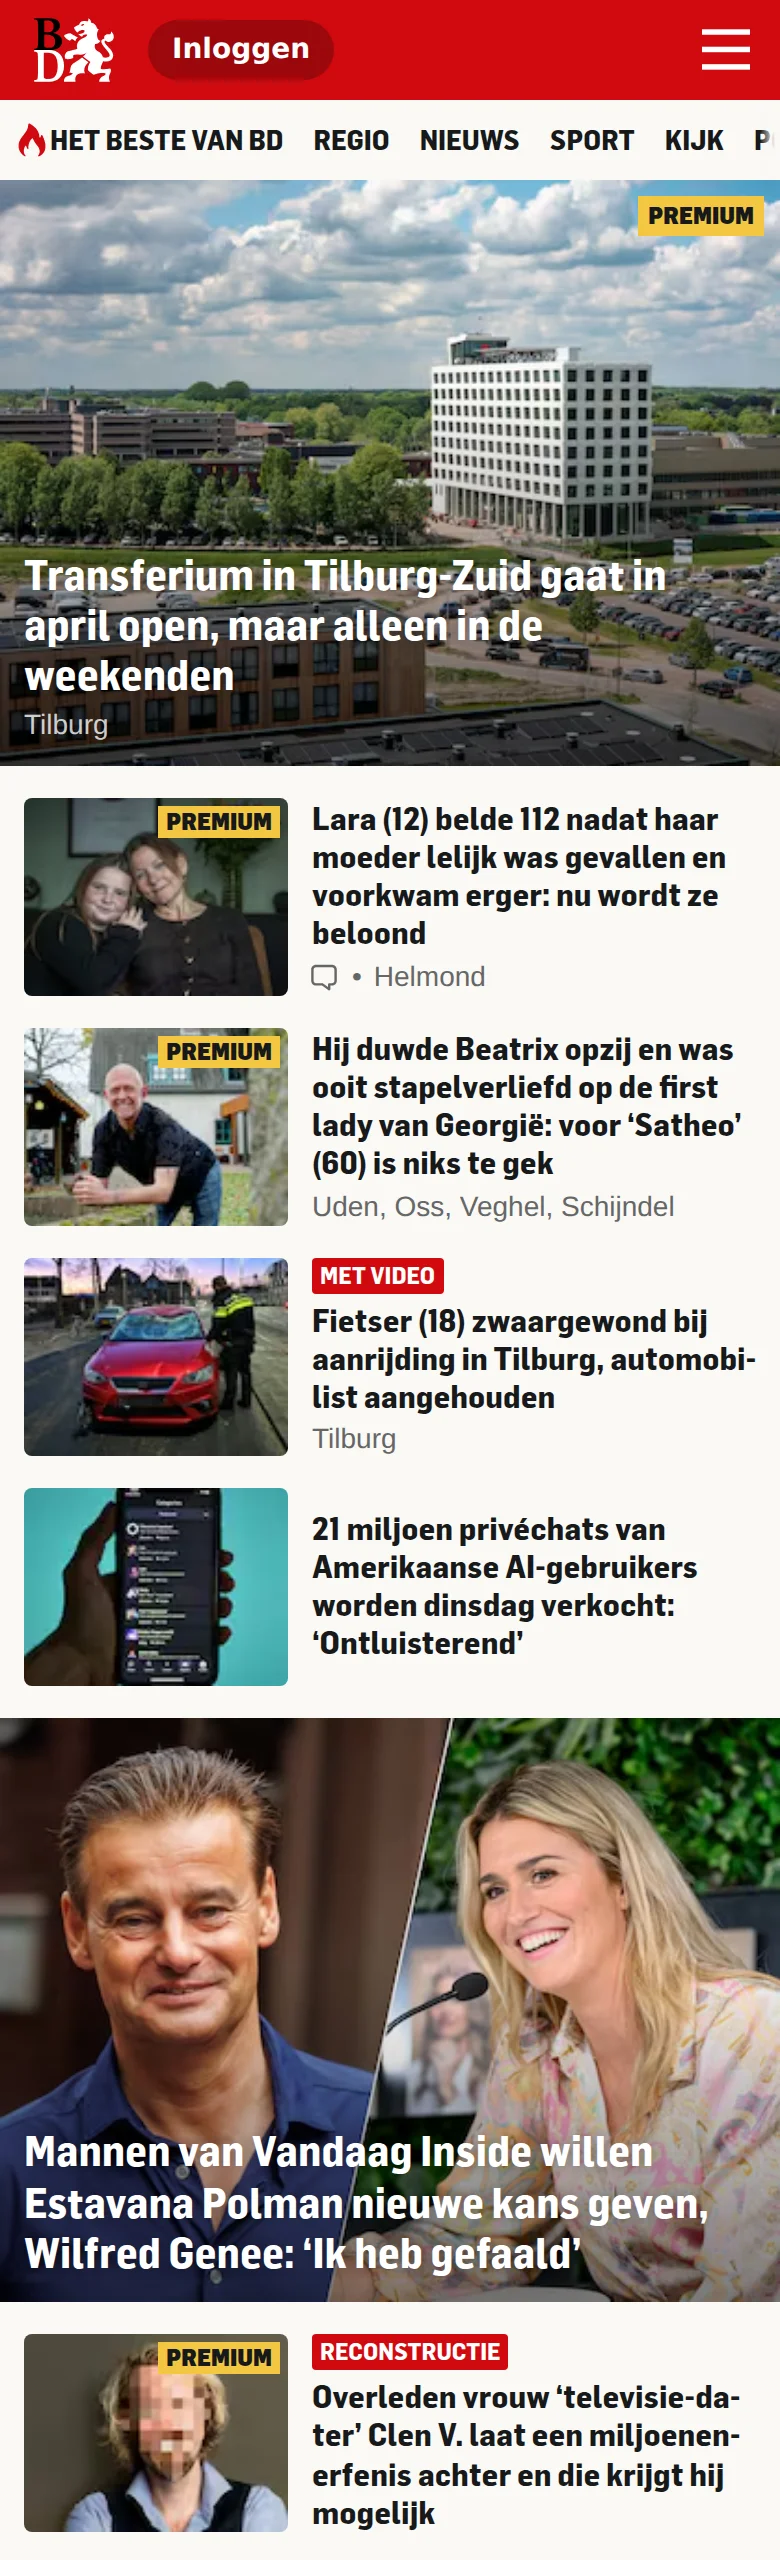 BD
Inloggen
HET BESTE VAN BD REGIO NIEUWS SPORT KIJK
PREMIUM
Transferium in Tilburg-Zuid gaat in
april open, maar alleen in de
weekenden
Tilburg
PREMIUM
Lara (12) belde 112 nadat haar
moeder lelijk was gevallen en
voorkwam erger: nu wordt ze
beloond
• Helmond
PREMIUM
Hij duwde Beatrix opzij en was
ooit stapelverliefd op de first
lady van Georgië: voor ‘Satheo’
(60) is niks te gek
Uden, Oss, Veghel, Schijndel
MET VIDEO
Fietser (18) zwaargewond bij
aanrijding in Tilburg, automobi-
list aangehouden
Tilburg
21 miljoen privéchats van
Amerikaanse AI-gebruikers
worden dinsdag verkocht:
‘Ontluisterend’
Mannen van Vandaag Inside willen
Estavana Polman nieuwe kans geven,
Wilfred Genee: ‘Ik heb gefaald’
PREMIUM
RECONSTRUCTIE
Overleden vrouw ‘televisie-da-
ter’ Clen V. laat een miljoenen-
erfenis achter en die krijgt hij
mogelijk